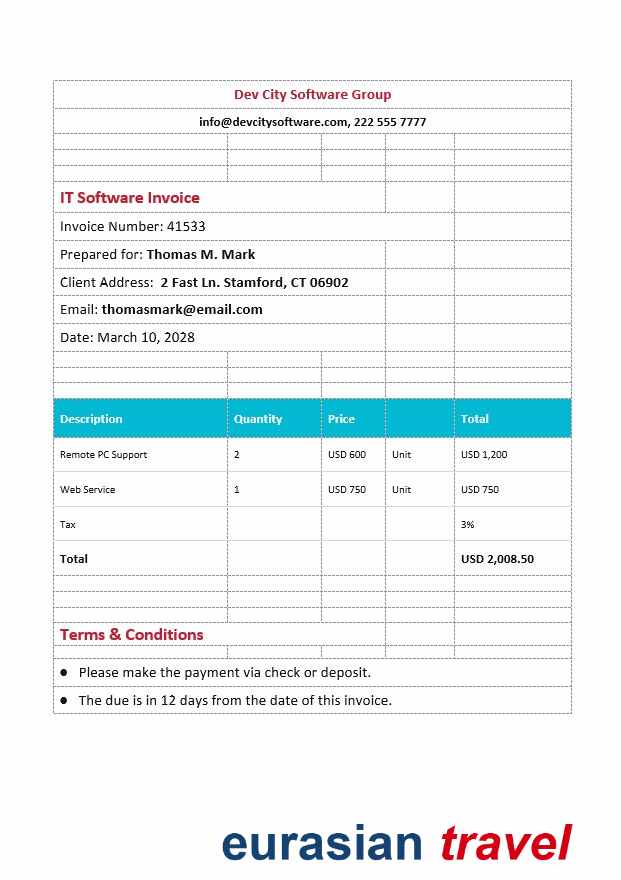 Dev City Software Group
info@devcitysoftware.com, 222 555 7777
IT Software Invoice
Invoice Number: 41533
Prepared for: Thomas M. Mark
Client Address:  2 Fast Ln. Stamford, CT 06902
Email: thomasmark@email.com
Date: March 10, 2028
Description Quantity Price Total
Remote PC Support 2 USD 600 Unit USD 1,200
Web Service 1 USD 750 Unit USD 750
Tax 3%
Total USD 2,008.50
Terms & Conditions
● Please make the payment via check or deposit.
● The due is in 12 days from the date of this invoice.
eurasian travel